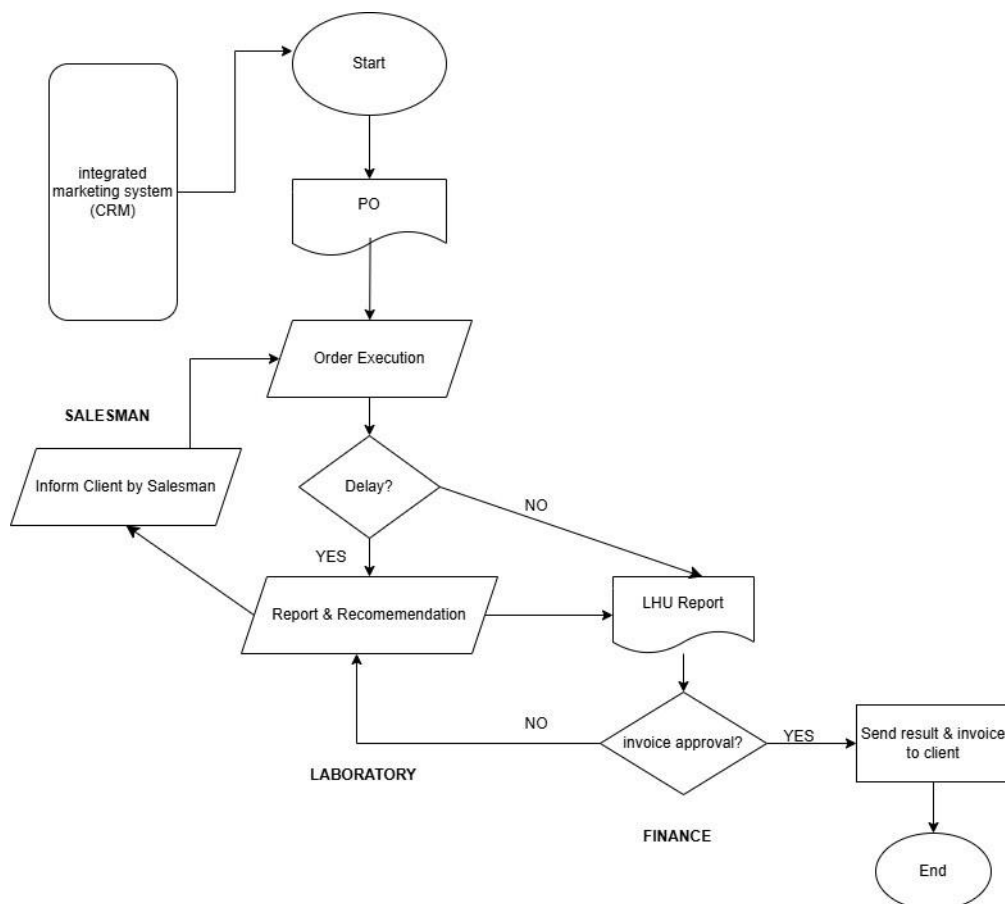 Start
integrated
marketing system
(CRM)
PO
Order Execution
SALESMAN
Inform Client by Salesman
Delay?
NO
YES
Report & Recomemendation
LHU Report
NO
invoice approval?
YES
Send result & invoice
to client
LABORATORY
FINANCE
End